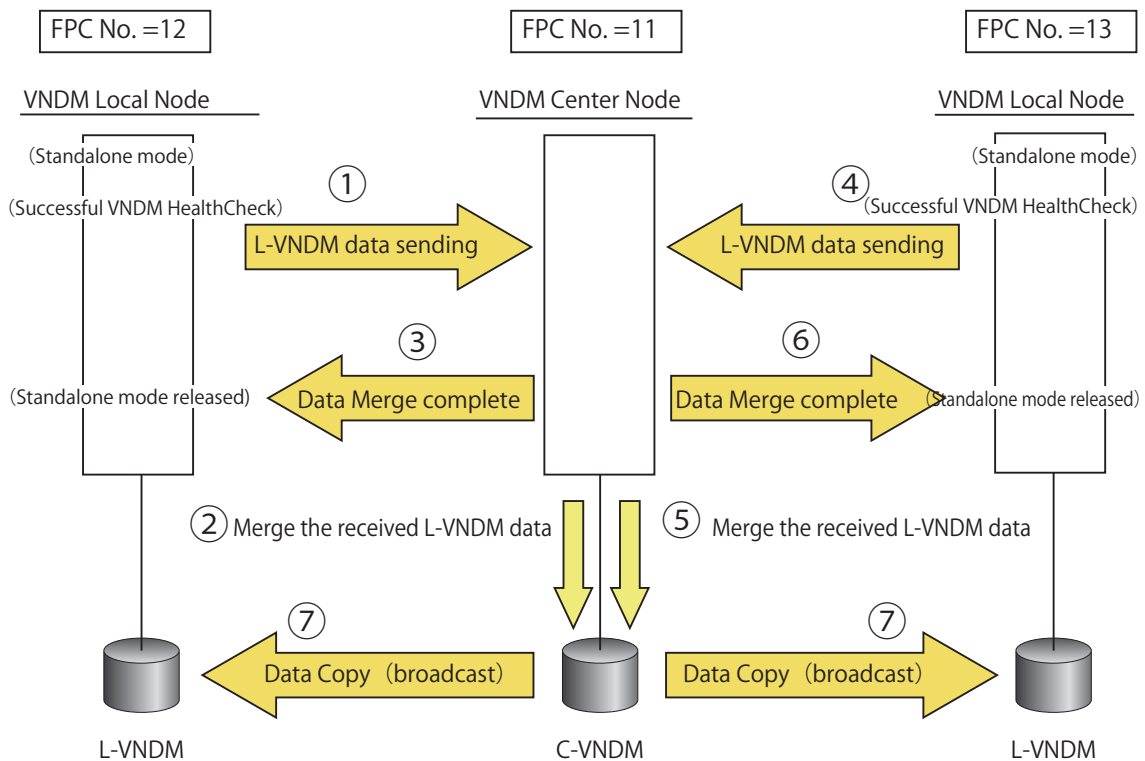 FPC No. =12
FPC No. =11
FPC No. =13
VNDM Local Node
VNDM Center Node
VNDM Local Node
(Standalone mode)
(Standalone mode)
(Successful VNDM HealthCheck)
①
④
(Successful VNDM HealthCheck)
L-VNDM data sending
L-VNDM data sending
③
⑥
(Standalone mode released)
Data Merge complete
Data Merge complete
(Standalone mode released)
② Merge the received L-VNDM data
⑤ Merge the received L-VNDM data
⑦
⑦
Data Copy (broadcast)
Data Copy (broadcast)
L-VNDM
C-VNDM
L-VNDM